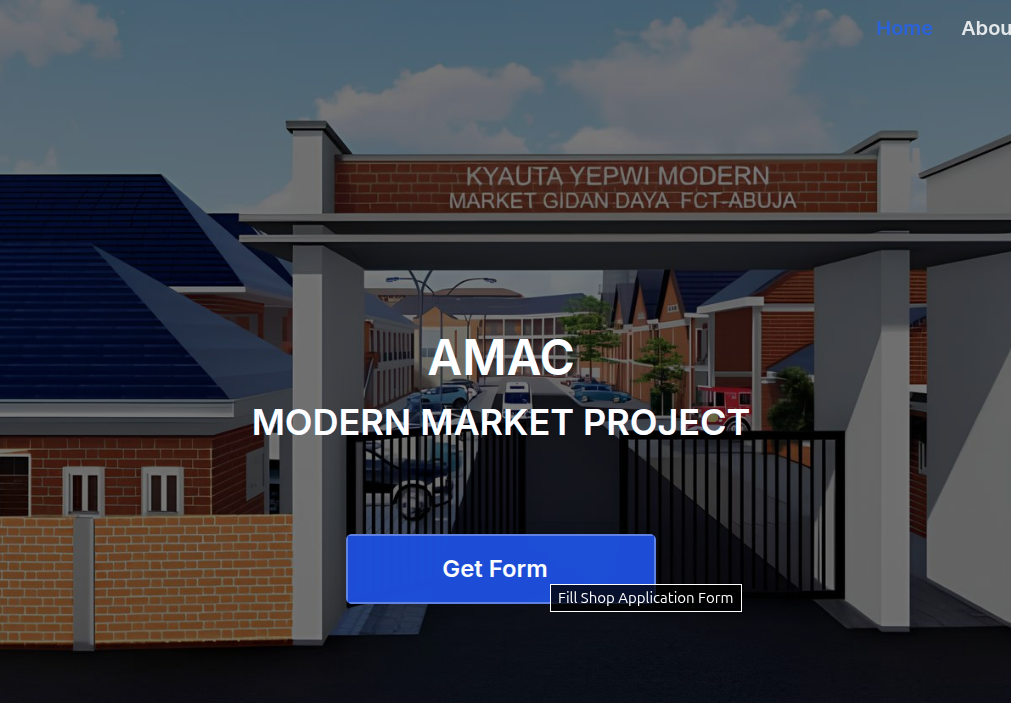 Home Abou
KYAUTA YEPWI MODERN
MARKET GIDAN DAYA FCT-ABUJA
AMAC
MODERN MARKET PROJECT
Get Form
Fill Shop Application Form